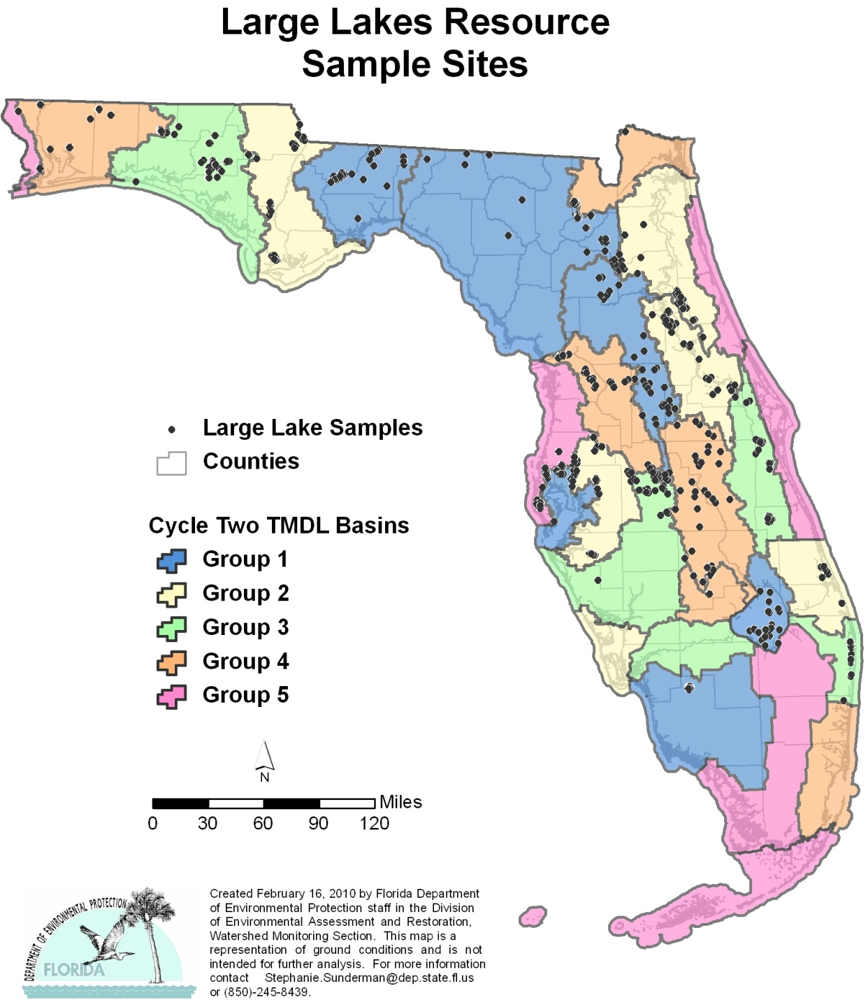 Large Lakes Resource
Sample Sites
Large Lake Samples
Counties
Cycle Two TMDL Basins
Group 1
Group 2
Group 3
Group 4
Group 5
N
Miles
0 30 60 90 120
DEPARTMENT OF ENVIRONMENTAL PROTECTION
FLORIDA
Created February 16, 2010 by Florida Department
of Environmental Protection staff in the Division
of Environmental Assessment and Restoration,
Watershed Monitoring Section. This map is a
representation of ground conditions and is not
intended for further analysis. For more information
contact Stephanie.Sunderman@dep.state.fl.us
or (850)-245-8439.